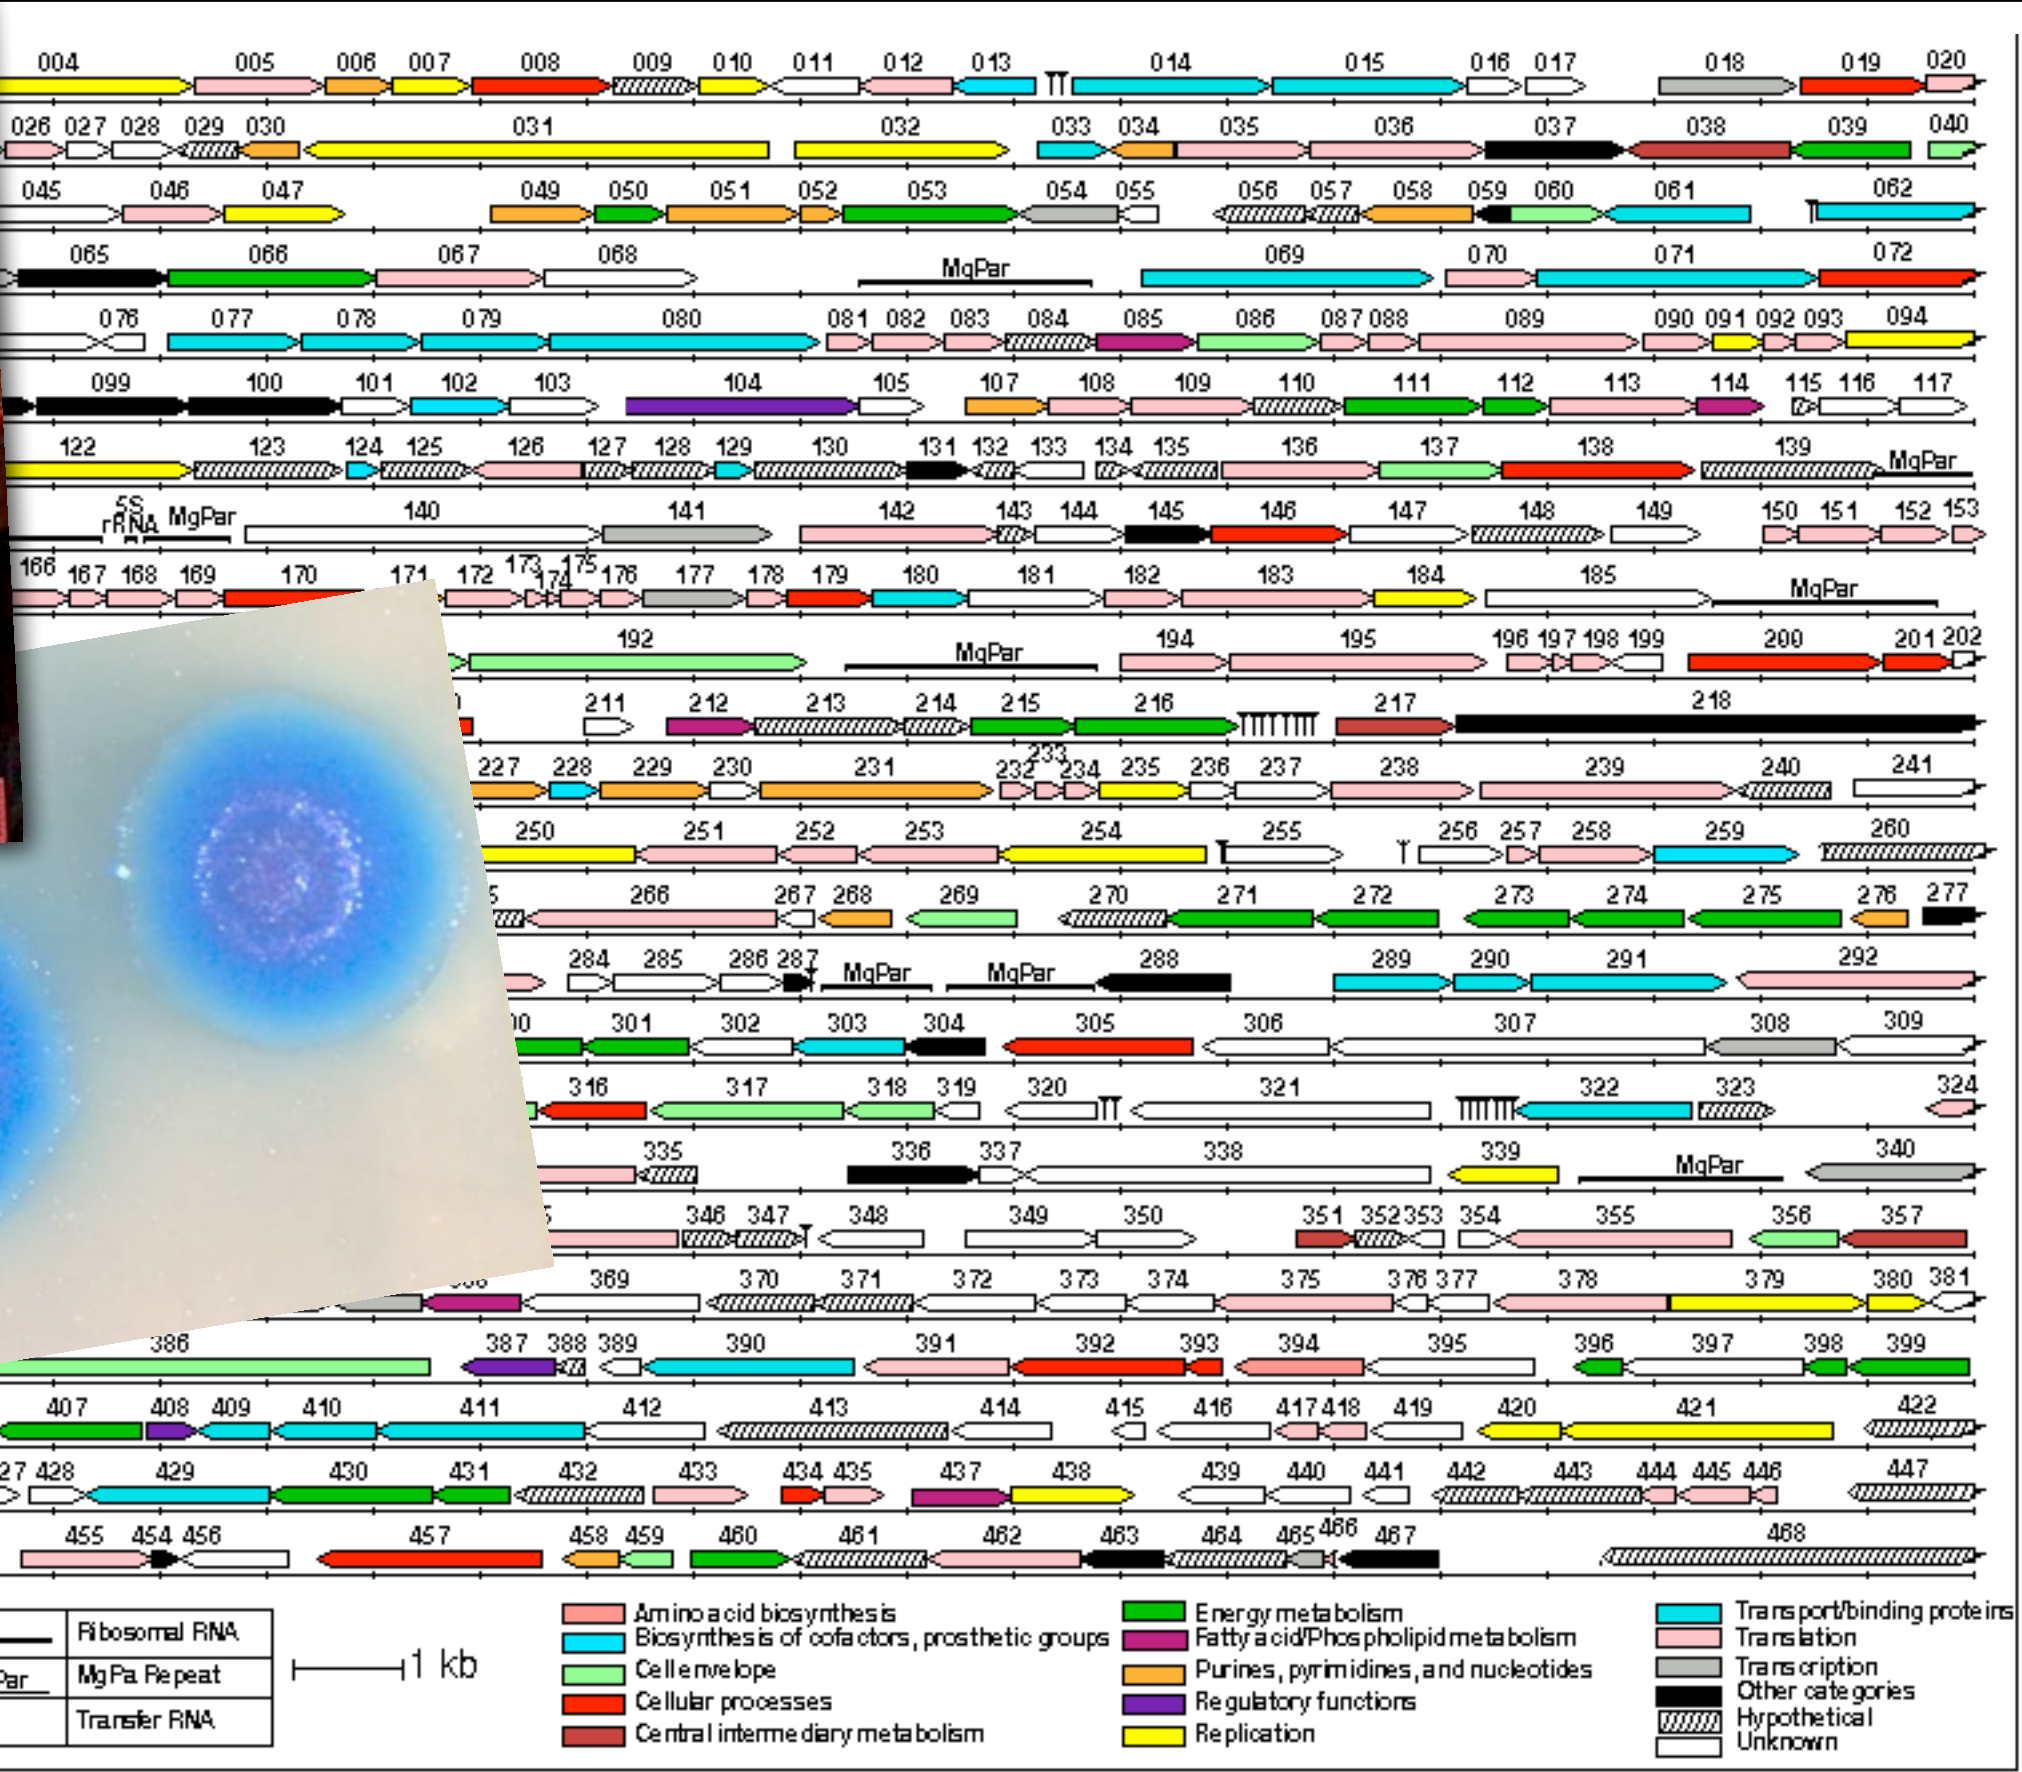 004 005 006 007 008 009 010 011 012 013 014 015 016 017 018 019 020
026 027 028 029 030 031 032 033 034 035 036 037 038 039 040
045 046 047 049 050 051 052 053 054 055 056 057 058 059 060 061 062
065 066 067 068 MgPar 069 070 071 072
076 077 078 079 080 081 082 083 084 085 086 087 088 089 090 091 092 093 094
099 100 101 102 103 104 105 107 108 109 110 111 112 113 114 115 116 117
122 123 124 125 126 127 128 129 130 131 132 133 134 135 136 137 138 139 MgPar
5S rRNA MgPar 140 141 142 143 144 145 146 147 148 149 150 151 152 153
166 167 168 169 170 171 172 173 174 175 176 177 178 179 180 181 182 183 184 185 MgPar
192 MgPar 194 195 196 197 198 199 200 201 202
211 212 213 214 215 216 217 218
227 228 229 230 231 232 233 234 235 236 237 238 239 240 241
250 251 252 253 254 255 256 257 258 259 260
266 267 268 269 270 271 272 273 274 275 276 277
284 285 286 287 MgPar MgPar 288 289 290 291 292
301 302 303 304 305 306 307 308 309
316 317 318 319 320 321 322 323 324
335 336 337 338 339 MgPar 340
346 347 348 349 350 351 352 353 354 355 356 357
369 370 371 372 373 374 375 376 377 378 379 380 381
386 387 388 389 390 391 392 393 394 395 396 397 398 399
407 408 409 410 411 412 413 414 415 416 417 418 419 420 421 422
27 428 429 430 431 432 433 434 435 437 438 439 440 441 442 443 444 445 446 447
455 454 456 457 458 459 460 461 462 463 464 465 466 467 468
Ribosomal RNA
Par MgPa Repeat
Transfer RNA
1 kb
Amino acid biosynthesis
Biosynthesis of cofactors, prosthetic groups
Cell envelope
Cellular processes
Central intermediary metabolism
Energy metabolism
Fatty acid/Phospholipid metabolism
Purines, pyrimidines, and nucleotides
Regulatory functions
Replication
Transport/binding proteins
Translation
Transcription
Other categories
Hypothetical
Unknown